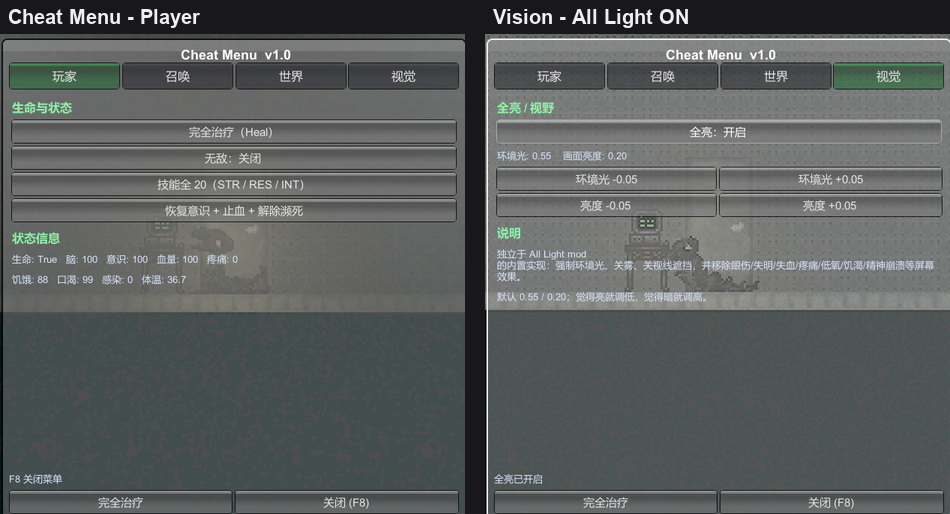 Cheat Menu - Player
Cheat Menu v1.0
玩家 召唤 世界 视觉
生命与状态
完全治疗（Heal）
无敌：关闭
技能全 20（STR / RES / INT）
恢复意识 + 止血 + 解除濒死
状态信息
生命: True 脑: 100 意识: 100 血量: 100 疼痛: 0
饥饿: 88 口渴: 99 感染: 0 体温: 36.7
F8 关闭菜单
完全治疗 关闭 (F8)
Vision - All Light ON
Cheat Menu v1.0
玩家 召唤 世界 视觉
全亮 / 视野
全亮：开启
环境光: 0.55 画面亮度: 0.20
环境光 -0.05 环境光 +0.05
亮度 -0.05 亮度 +0.05
说明
独立于 All Light mod
的内置实现：强制环境光、关雾、关视线遮挡，并移除眼伤/失明/失血/疼痛/低氧/饥渴/精神崩溃等屏幕
效果。
默认 0.55 / 0.20；觉得亮就调低，觉得暗就调高。
全亮已开启
完全治疗 关闭 (F8)